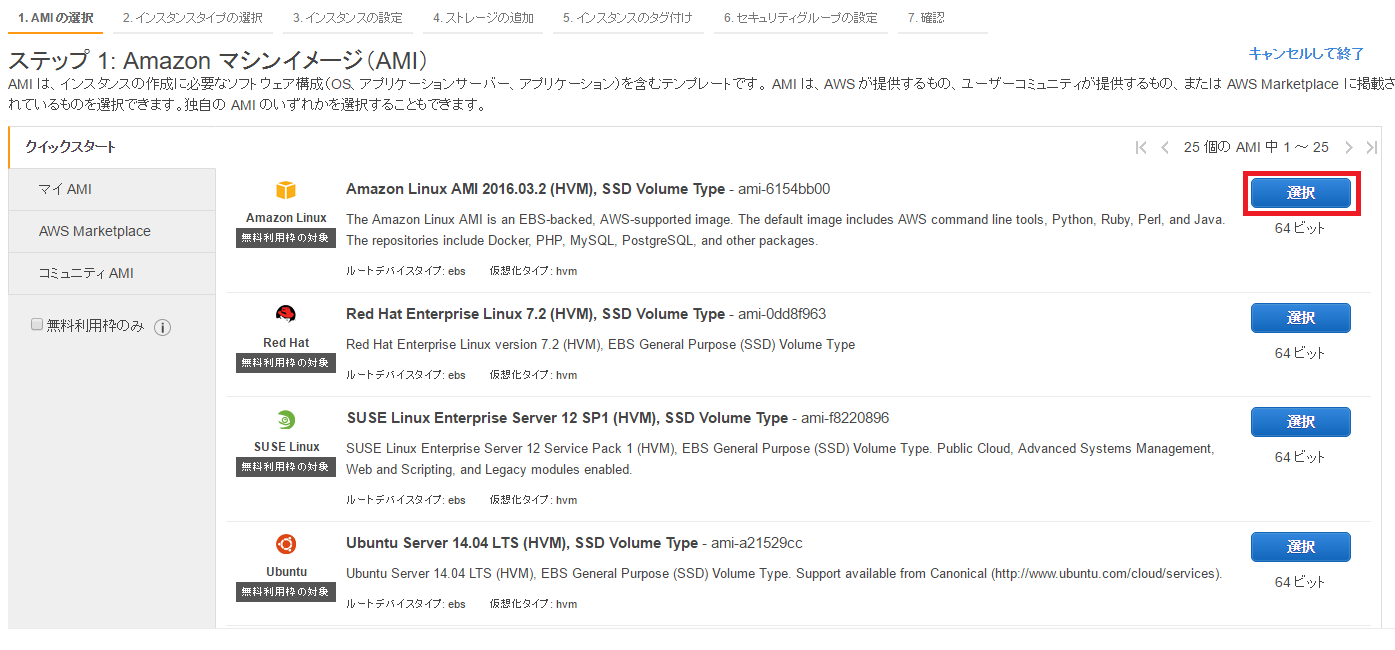 1. AMI の選択 2. インスタンスタイプの選択 3. インスタンスの設定 4. ストレージの追加 5. インスタンスのタグ付け 6. セキュリティグループの設定 7. 確認
ステップ 1: Amazon マシンイメージ（AMI）
キャンセルして終了
AMI は、インスタンスの作成に必要なソフトウェア構成（OS、アプリケーションサーバー、アプリケーション）を含むテンプレートです。 AMI は、AWS が提供するもの、ユーザーコミュニティが提供するもの、または AWS Marketplace に掲載さ
れているものを選択できます。独自の AMI のいずれかを選択することもできます。
クイックスタート
25 個の AMI 中 1 ～ 25
マイ AMI
AWS Marketplace
コミュニティ AMI
無料利用枠のみ i
Amazon Linux
無料利用枠の対象
Amazon Linux AMI 2016.03.2 (HVM), SSD Volume Type - ami-6154bb00
The Amazon Linux AMI is an EBS-backed, AWS-supported image. The default image includes AWS command line tools, Python, Ruby, Perl, and Java.
The repositories include Docker, PHP, MySQL, PostgreSQL, and other packages.
ルートデバイスタイプ: ebs 仮想化タイプ: hvm
選択
64 ビット
Red Hat
無料利用枠の対象
Red Hat Enterprise Linux 7.2 (HVM), SSD Volume Type - ami-0dd8f963
Red Hat Enterprise Linux version 7.2 (HVM), EBS General Purpose (SSD) Volume Type
ルートデバイスタイプ: ebs 仮想化タイプ: hvm
選択
64 ビット
SUSE Linux
無料利用枠の対象
SUSE Linux Enterprise Server 12 SP1 (HVM), SSD Volume Type - ami-f8220896
SUSE Linux Enterprise Server 12 Service Pack 1 (HVM), EBS General Purpose (SSD) Volume Type. Public Cloud, Advanced Systems Management,
Web and Scripting, and Legacy modules enabled.
ルートデバイスタイプ: ebs 仮想化タイプ: hvm
選択
64 ビット
Ubuntu
無料利用枠の対象
Ubuntu Server 14.04 LTS (HVM), SSD Volume Type - ami-a21529cc
Ubuntu Server 14.04 LTS (HVM), EBS General Purpose (SSD) Volume Type. Support available from Canonical (http://www.ubuntu.com/cloud/services).
ルートデバイスタイプ: ebs 仮想化タイプ: hvm
選択
64 ビット